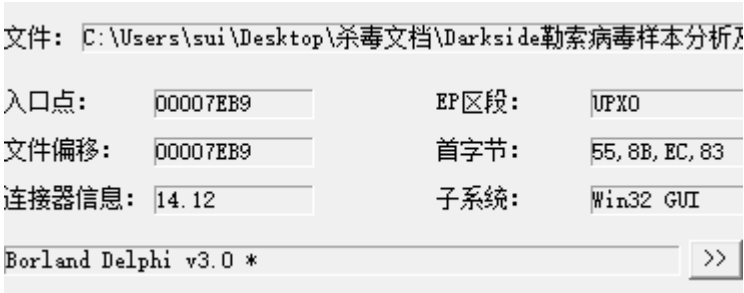 文件： C:\Users\sui\Desktop\杀毒文档\Darkside勒索病毒样本分析及
入口点： 00007EB9 EP区段： UPX0
文件偏移： 00007EB9 首字节： 55,8B,EC,83
连接器信息： 14.12 子系统： Win32 GUI
Borland Delphi v3.0 * >>